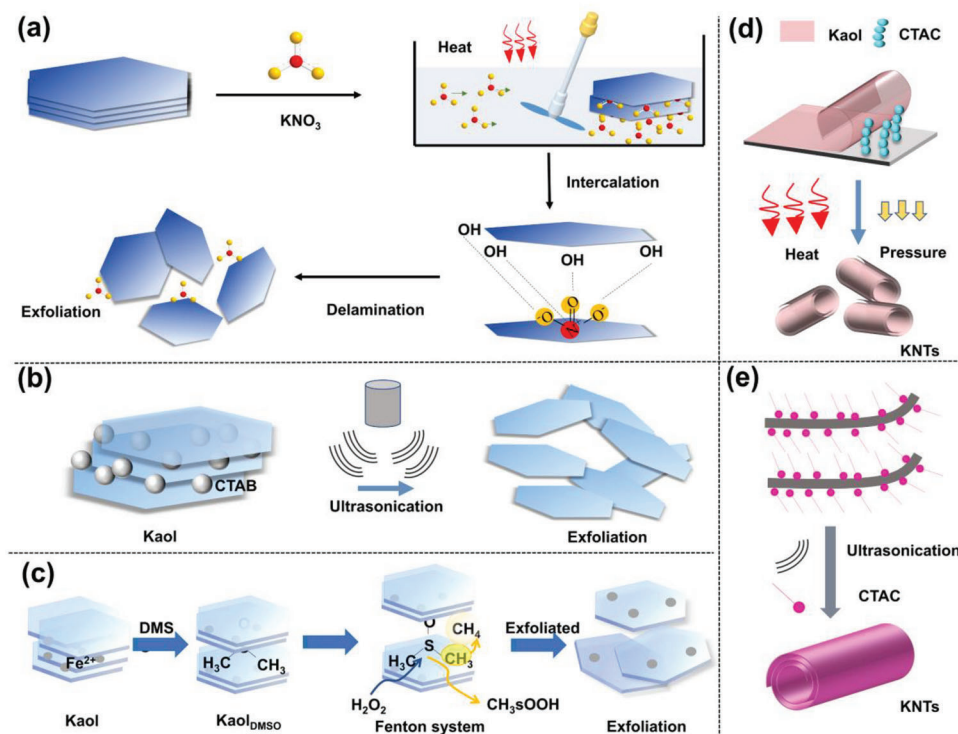 (a)
KNO3
Heat
Intercalation
OH
OH
OH
OH
-O
O
O-
Delamination
Exfoliation
(b)
CTAB
Kaol
Ultrasonication
Exfoliation
(c)
Fe2+
Kaol
DMS
O
H3C
CH3
KaolDMSO
O
S
H3C
CH3
CH4
H2O2
CH3sOOH
Fenton system
Exfoliated
Exfoliation
(d)
Kaol
CTAC
Heat
Pressure
KNTs
(e)
Ultrasonication
CTAC
KNTs